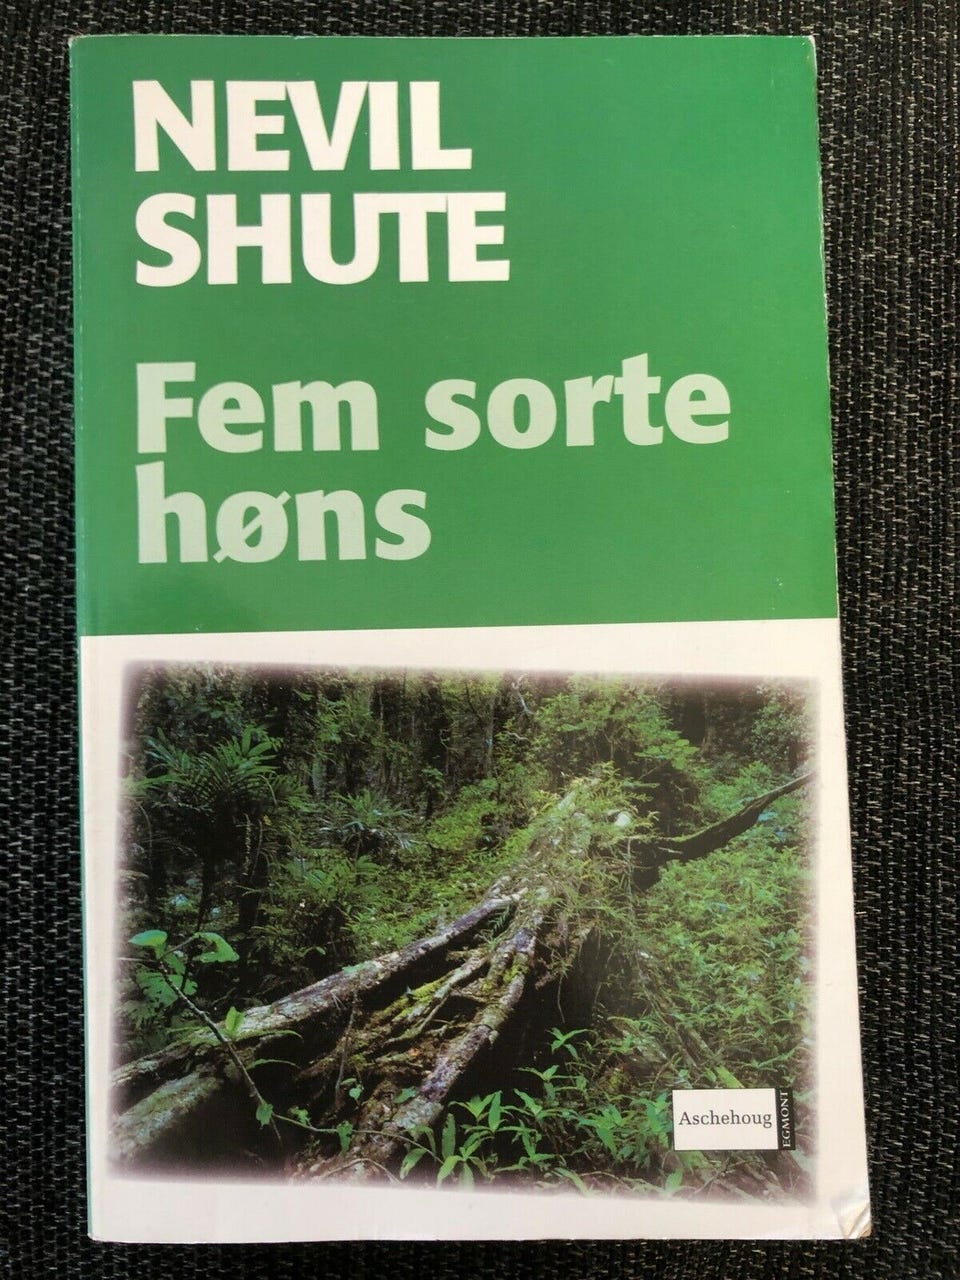 NEVIL
SHUTE
Fem sorte
høns
Aschehoug
EGMONT